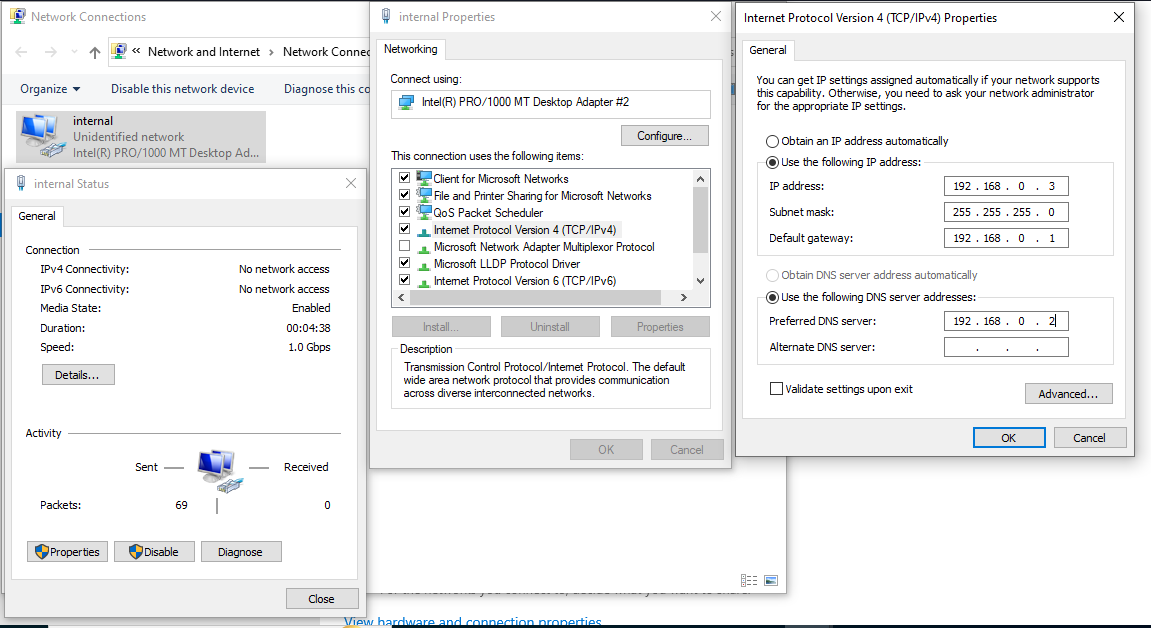 Network Connections
« Network and Internet › Network Connec
Organize
Disable this network device
Diagnose this co
internal
Unidentified network
Intel(R) PRO/1000 MT Desktop Ad...
internal Status
General
Connection
IPv4 Connectivity: No network access
IPv6 Connectivity: No network access
Media State: Enabled
Duration: 00:04:38
Speed: 1.0 Gbps
Details...
Activity
Sent
Received
Packets: 69 0
Properties
Disable
Diagnose
Close
internal Properties
Networking
Connect using:
Intel(R) PRO/1000 MT Desktop Adapter #2
Configure...
This connection uses the following items:
Client for Microsoft Networks
File and Printer Sharing for Microsoft Networks
QoS Packet Scheduler
Internet Protocol Version 4 (TCP/IPv4)
Microsoft Network Adapter Multiplexor Protocol
Microsoft LLDP Protocol Driver
Internet Protocol Version 6 (TCP/IPv6)
Install...
Uninstall
Properties
Description
Transmission Control Protocol/Internet Protocol. The default
wide area network protocol that provides communication
across diverse interconnected networks.
OK
Cancel
Internet Protocol Version 4 (TCP/IPv4) Properties
General
You can get IP settings assigned automatically if your network supports
this capability. Otherwise, you need to ask your network administrator
for the appropriate IP settings.
Obtain an IP address automatically
Use the following IP address:
IP address: 192 . 168 . 0 . 3
Subnet mask: 255 . 255 . 255 . 0
Default gateway: 192 . 168 . 0 . 1
Obtain DNS server address automatically
Use the following DNS server addresses:
Preferred DNS server: 192 . 168 . 0 . 2
Alternate DNS server: . . .
Validate settings upon exit
Advanced...
OK
Cancel
View hardware and connection properties